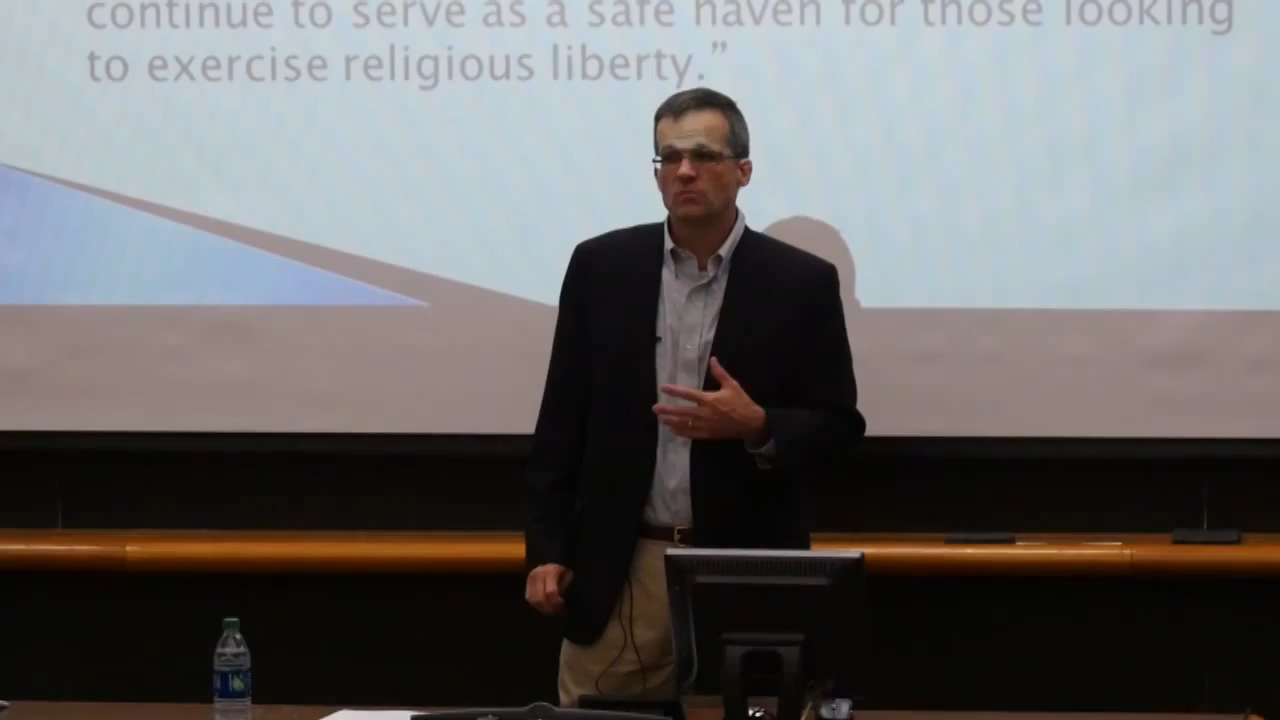 continue to serve as a safe haven for those looking
to exercise religious liberty.”